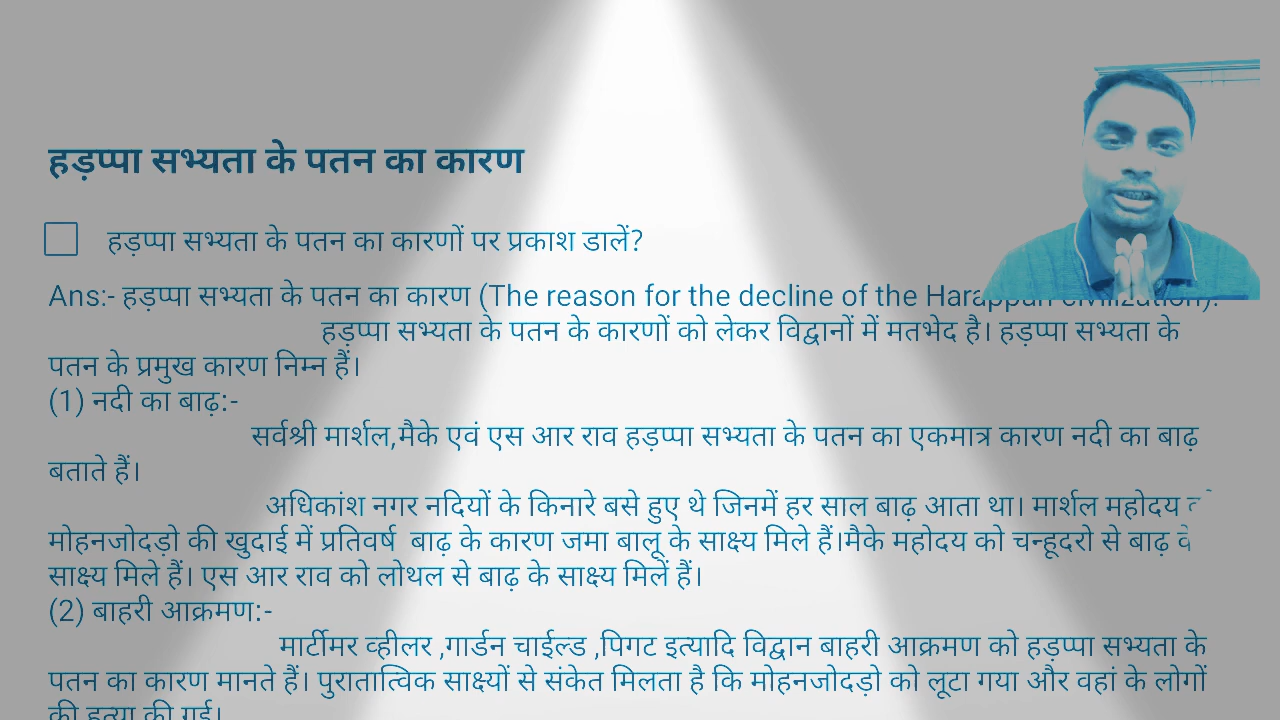 हड़प्पा सभ्यता के पतन का कारण
हड़प्पा सभ्यता के पतन का कारणों पर प्रकाश डालें?
Ans:- हड़प्पा सभ्यता के पतन का कारण (The reason for the decline of the Harappan civilization).
हड़प्पा सभ्यता के पतन के कारणों को लेकर विद्वानों में मतभेद है। हड़प्पा सभ्यता के
पतन के प्रमुख कारण निम्न हैं।
(1) नदी का बाढ़:-
सर्वश्री मार्शल,मैके एवं एस आर राव हड़प्पा सभ्यता के पतन का एकमात्र कारण नदी का बाढ़
बताते हैं।
अधिकांश नगर नदियों के किनारे बसे हुए थे जिनमें हर साल बाढ़ आता था। मार्शल महोदय
मोहनजोदड़ो की खुदाई में प्रतिवर्ष बाढ़ के कारण जमा बालू के साक्ष्य मिले हैं।मैके महोदय को चन्हूदरो से बाढ़
साक्ष्य मिले हैं। एस आर राव को लोथल से बाढ़ के साक्ष्य मिलें हैं।
(2) बाहरी आक्रमण:-
मार्टीमर व्हीलर ,गार्डन चाईल्ड ,पिगट इत्यादि विद्वान बाहरी आक्रमण को हड़प्पा सभ्यता के
पतन का कारण मानते हैं। पुरातात्विक साक्ष्यों से संकेत मिलता है कि मोहनजोदड़ो को लूटा गया और वहां के लोगों
की हत्या की गई।